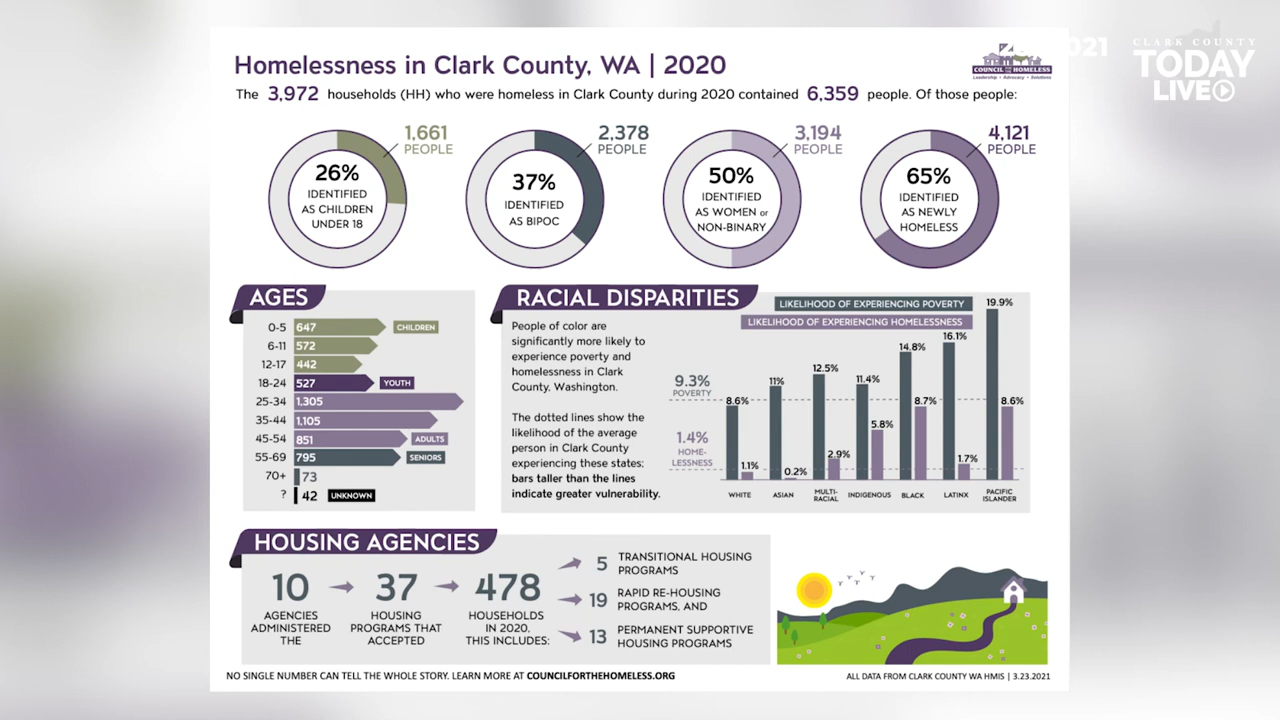 Homelessness in Clark County, WA | 2020
COUNCIL FOR THE HOMELESS
Leadership • Advocacy • Solutions
CLARK COUNTY
TODAY
LIVE
The 3,972 households (HH) who were homeless in Clark County during 2020 contained 6,359 people. Of those people:
1,661
PEOPLE
26%
IDENTIFIED
AS CHILDREN
UNDER 18
2,378
PEOPLE
37%
IDENTIFIED
AS BIPOC
3,194
PEOPLE
50%
IDENTIFIED
AS WOMEN or
NON-BINARY
4,121
PEOPLE
65%
IDENTIFIED
AS NEWLY
HOMELESS
AGES
0-5 647 CHILDREN
6-11 572
12-17 442
18-24 527 YOUTH
25-34 1,305
35-44 1,105
45-54 851 ADULTS
55-69 795 SENIORS
70+ 73
? 42 UNKNOWN
RACIAL DISPARITIES
People of color are
significantly more likely to
experience poverty and
homelessness in Clark
County, Washington.
The dotted lines show the
likelihood of the average
person in Clark County
experiencing these states;
bars taller than the lines
indicate greater vulnerability.
LIKELIHOOD OF EXPERIENCING POVERTY
LIKELIHOOD OF EXPERIENCING HOMELESSNESS
9.3%
POVERTY
1.4%
HOME-
LESSNESS
8.6% 1.1%
11% 0.2%
12.5% 2.9%
11.4% 5.8%
14.8% 8.7%
16.1% 1.7%
19.9% 8.6%
WHITE
ASIAN
MULTI-
RACIAL
INDIGENOUS
BLACK
LATINX
PACIFIC
ISLANDER
HOUSING AGENCIES
10
AGENCIES
ADMINISTERED
THE
37
HOUSING
PROGRAMS THAT
ACCEPTED
478
HOUSEHOLDS
IN 2020.
THIS INCLUDES:
5 TRANSITIONAL HOUSING
PROGRAMS
19 RAPID RE-HOUSING
PROGRAMS, AND
13 PERMANENT SUPPORTIVE
HOUSING PROGRAMS
NO SINGLE NUMBER CAN TELL THE WHOLE STORY. LEARN MORE AT COUNCILFORTHEHOMELESS.ORG
ALL DATA FROM CLARK COUNTY WA HMIS | 3.23.2021